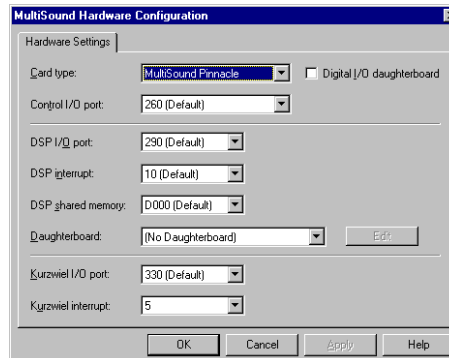 MultiSound Hardware Configuration
Hardware Settings
Card type: MultiSound Pinnacle Digital I/O daughterboard
Control I/O port: 260 (Default)
DSP I/O port: 290 (Default)
DSP interrupt: 10 (Default)
DSP shared memory: D000 (Default)
Daughterboard: (No Daughterboard) Edit
Kurzwiel I/O port: 330 (Default)
Kurzwiel interrupt: 5
OK Cancel Apply Help